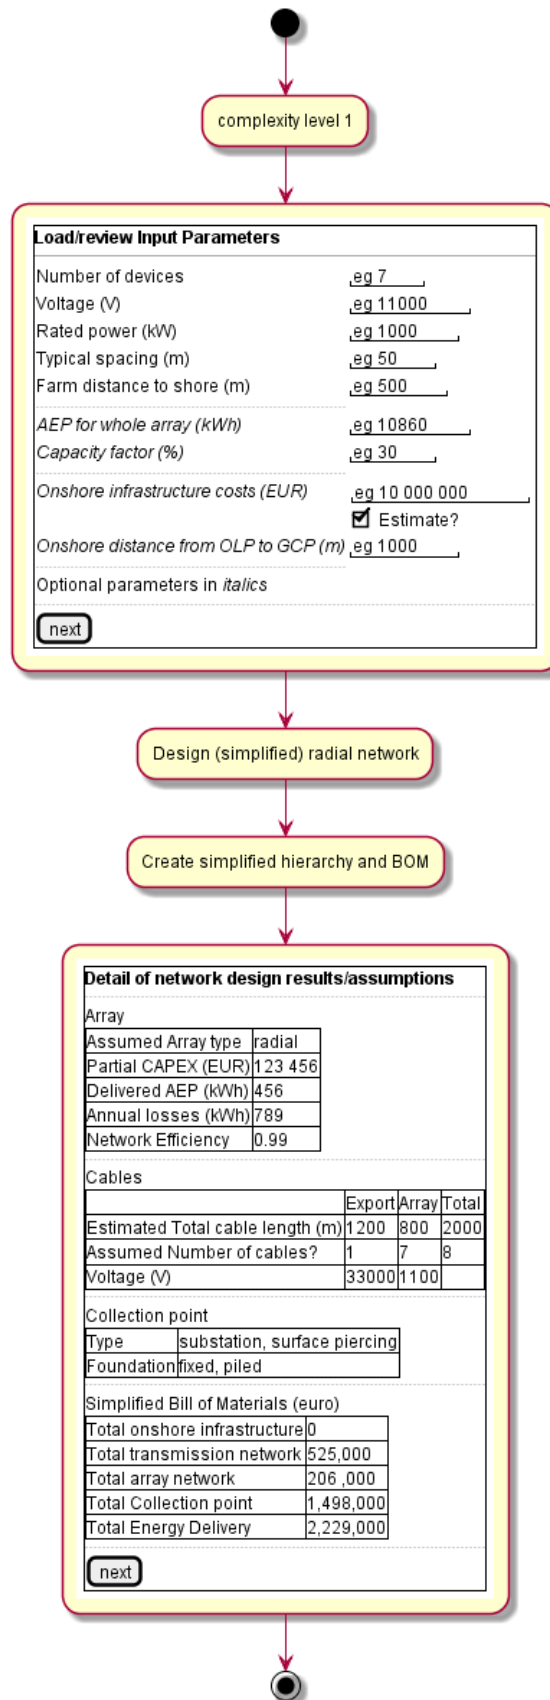 complexity level 1
Load/review Input Parameters
Number of devices eg 7
Voltage (V) eg 11000
Rated power (kW) eg 1000
Typical spacing (m) eg 50
Farm distance to shore (m) eg 500
AEP for whole array (kWh) eg 10860
Capacity factor (%) eg 30
Onshore infrastructure costs (EUR) eg 10 000 000
Estimate?
Onshore distance from OLP to GCP (m) eg 1000
Optional parameters in italics
next
Design (simplified) radial network
Create simplified hierarchy and BOM
Detail of network design results/assumptions
Array
Assumed Array type radial
Partial CAPEX (EUR) 123 456
Delivered AEP (kWh) 456
Annual losses (kWh) 789
Network Efficiency 0.99
Cables
Export Array Total
Estimated Total cable length (m) 1200 800 2000
Assumed Number of cables? 1 7 8
Voltage (V) 33000 1100
Collection point
Type substation, surface piercing
Foundation fixed, piled
Simplified Bill of Materials (euro)
Total onshore infrastructure 0
Total transmission network 525,000
Total array network 206 ,000
Total Collection point 1,498,000
Total Energy Delivery 2,229,000
next